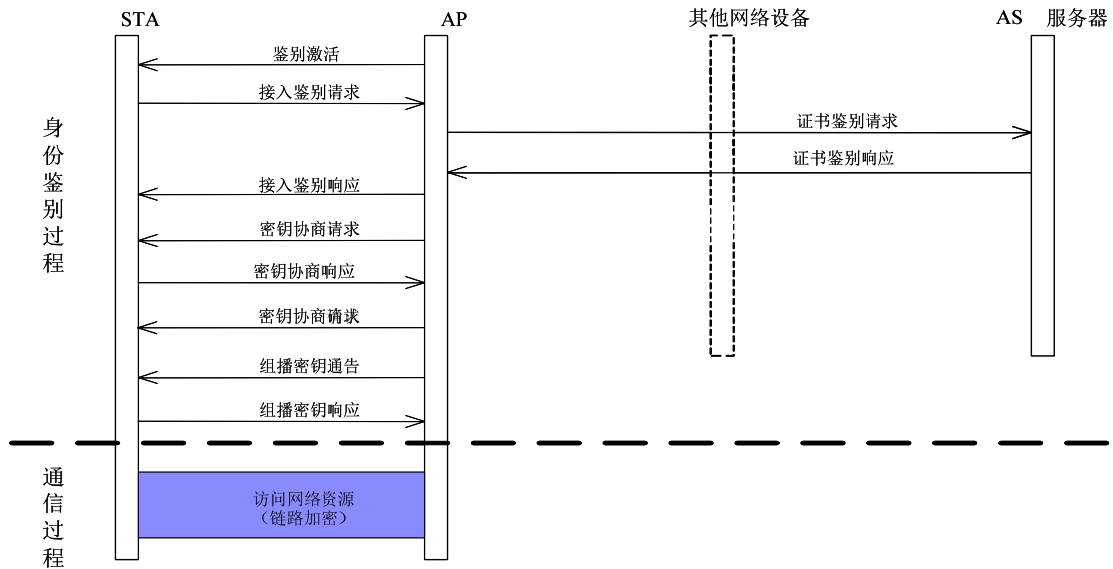 STA
AP
其他网络设备
AS 服务器
鉴别激活
接入鉴别请求
证书鉴别请求
证书鉴别响应
接入鉴别响应
密钥协商请求
密钥协商响应
密钥协商
组播密钥通告
组播密钥响应
身份鉴别过程
访问网络资源
（链路加密）
通信过程